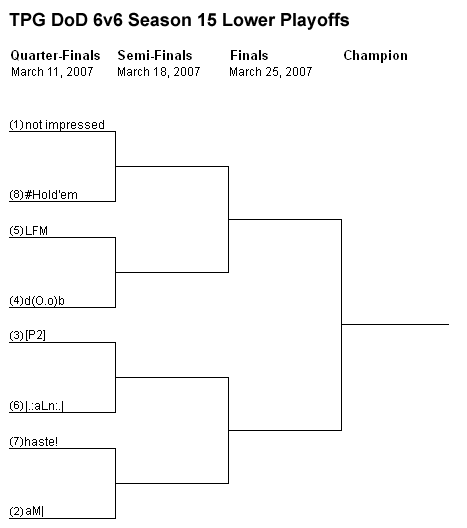 TPG DoD 6v6 Season 15 Lower Playoffs
Quarter-Finals Semi-Finals Finals Champion
March 11, 2007 March 18, 2007 March 25, 2007
(1) not impressed
(8) #Hold'em
(5) LFM
(4) d(O.o)b
(3) [P2]
(6) |.:aLn:.|
(7) haste!
(2) aM|